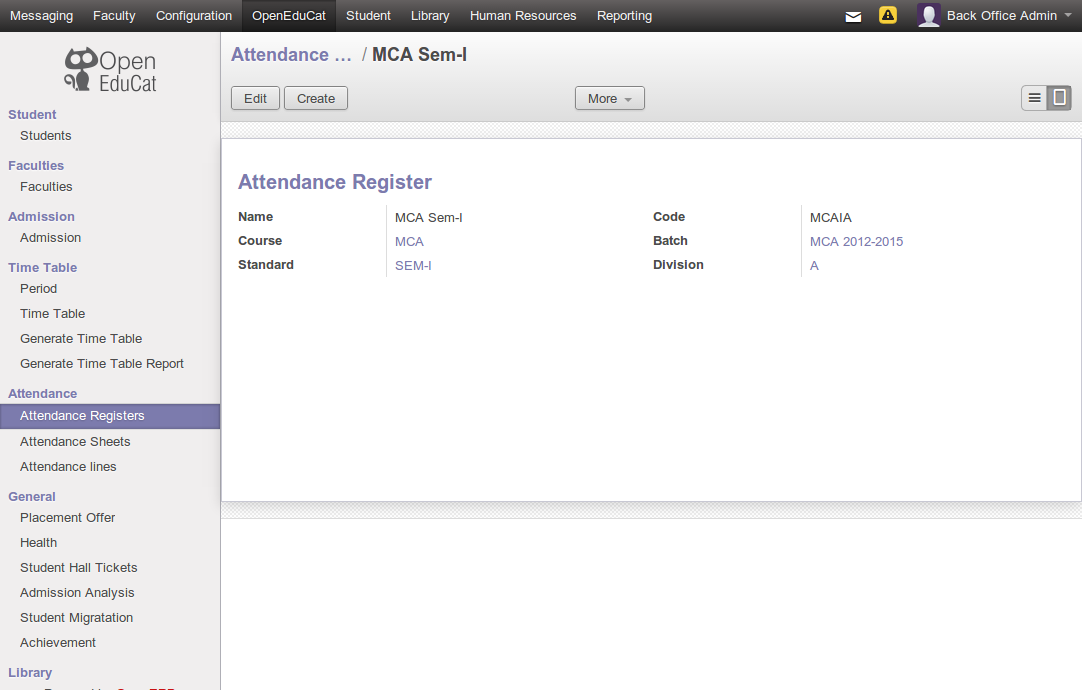 Messaging Faculty Configuration OpenEduCat Student Library Human Resources Reporting Back Office Admin
Open
EduCat
Student
Students
Faculties
Faculties
Admission
Admission
Time Table
Period
Time Table
Generate Time Table
Generate Time Table Report
Attendance
Attendance Registers
Attendance Sheets
Attendance lines
General
Placement Offer
Health
Student Hall Tickets
Admission Analysis
Student Migratation
Achievement
Library
Attendance ... / MCA Sem-I
Edit Create More
Attendance Register
Name MCA Sem-I Code MCAIA
Course MCA Batch MCA 2012-2015
Standard SEM-I Division A